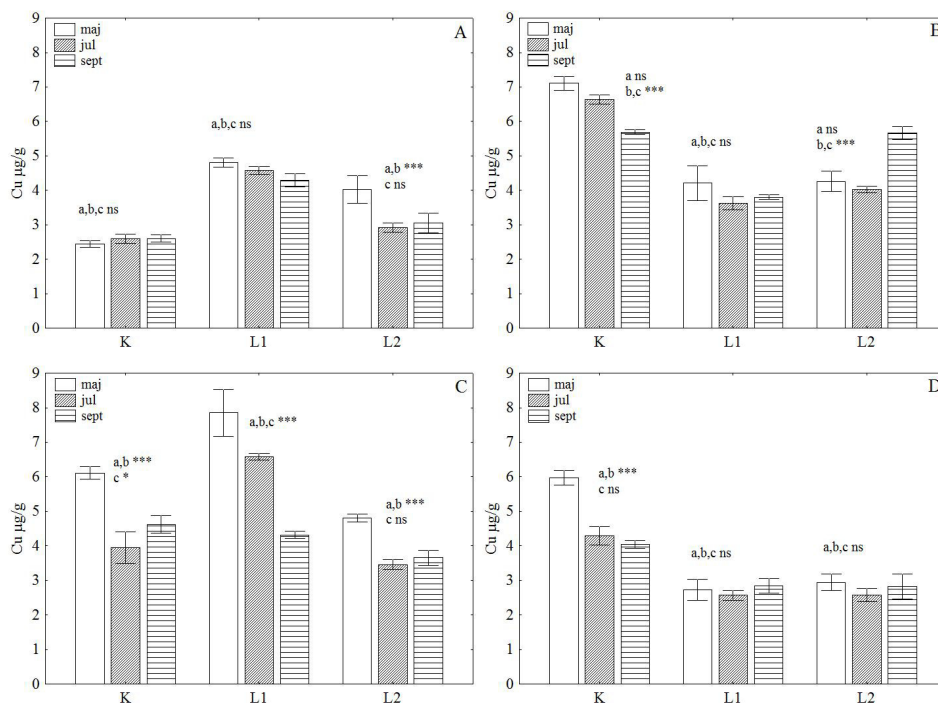 A
maj
jul
sept
Cu µg/g
9
8
7
6
5
4
3
2
1
0
a,b,c ns
a,b,c ns
a,b ***
c ns
K
L1
L2
B
maj
jul
sept
Cu µg/g
9
8
7
6
5
4
3
2
1
0
a ns
b,c ***
a,b,c ns
a ns
b,c ***
K
L1
L2
C
maj
jul
sept
Cu µg/g
9
8
7
6
5
4
3
2
1
0
a,b ***
c *
a,b,c ***
a,b ***
c ns
K
L1
L2
D
maj
jul
sept
Cu µg/g
9
8
7
6
5
4
3
2
1
0
a,b ***
c ns
a,b,c ns
a,b,c ns
K
L1
L2